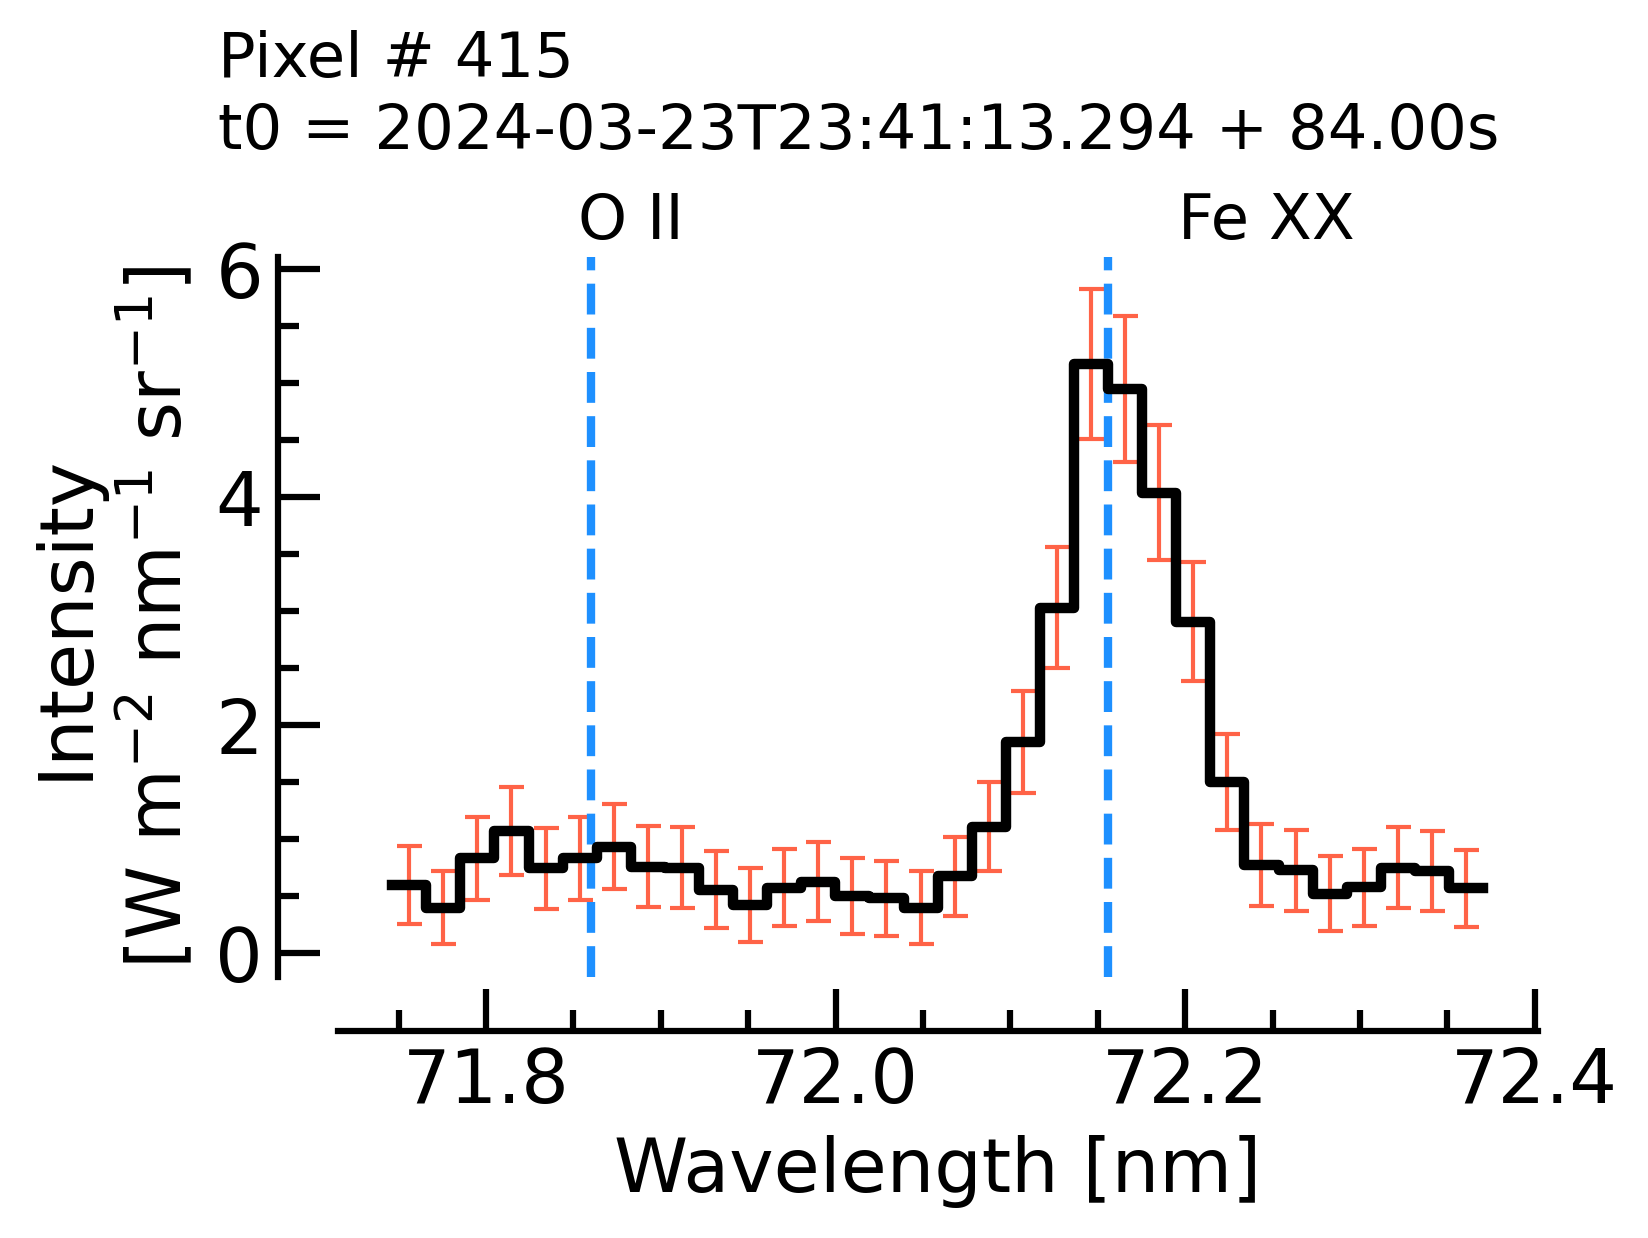 Pixel # 415
t0 = 2024-03-23T23:41:13.294 + 84.00s
O II
Fe XX
Intensity
[W m⁻² nm⁻¹ sr⁻¹]
6
4
2
0
71.8 72.0 72.2 72.4
Wavelength [nm]